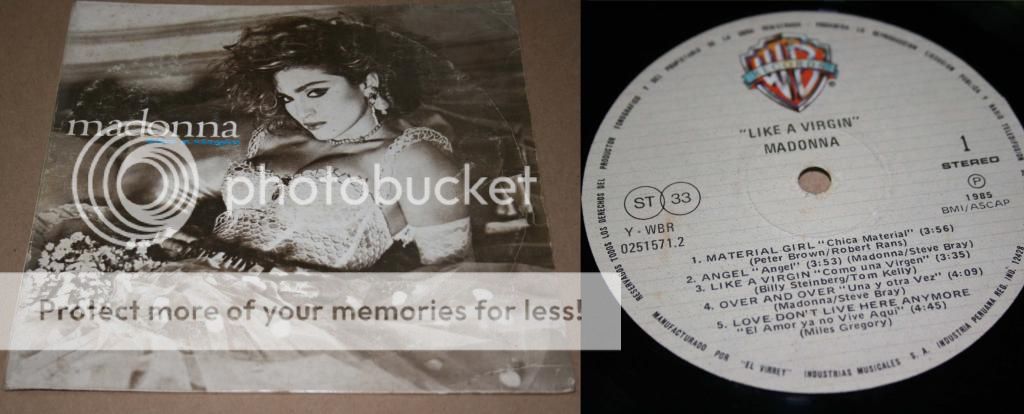 madonna
photobucket
Protect more of your memories for less!
RESERVADOS TODOS LOS DERECHOS DEL PRODUCTOR FONOGRAFICO Y DEL PROPIETARIO DE LA OBRA
WB
RECORDS
"LIKE A VIRGIN"
MADONNA
1
STEREO
ST 33
P
1985
BMI/ASCAP
Y - WBR
0251571.2
1. MATERIAL GIRL "Chica Material" (3:56)
(Peter Brown/Robert Rans)
2. ANGEL "Angel" (3:53) (Madonna/Steve Bray)
3. LIKE A VIRGIN "Como una Virgen" (3:35)
(Billy Steinberg/Tom Kelly)
4. OVER AND OVER "Una y otra Vez" (4:09)
(Madonna/Steve Bray)
5. LOVE DON'T LIVE HERE ANYMORE
"El Amor ya no Vive Aquí" (4:45)
(Miles Gregory)
MANUFACTURADO POR "EL VIRREY" INDUSTRIAS MUSICALES S. A. INDUSTRIA PERUANA REG. IND.